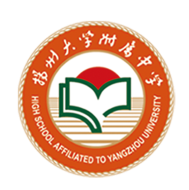 扬州大学附属中学
HIGH SCHOOL AFFILIATED TO YANGZHOU UNIVERSITY